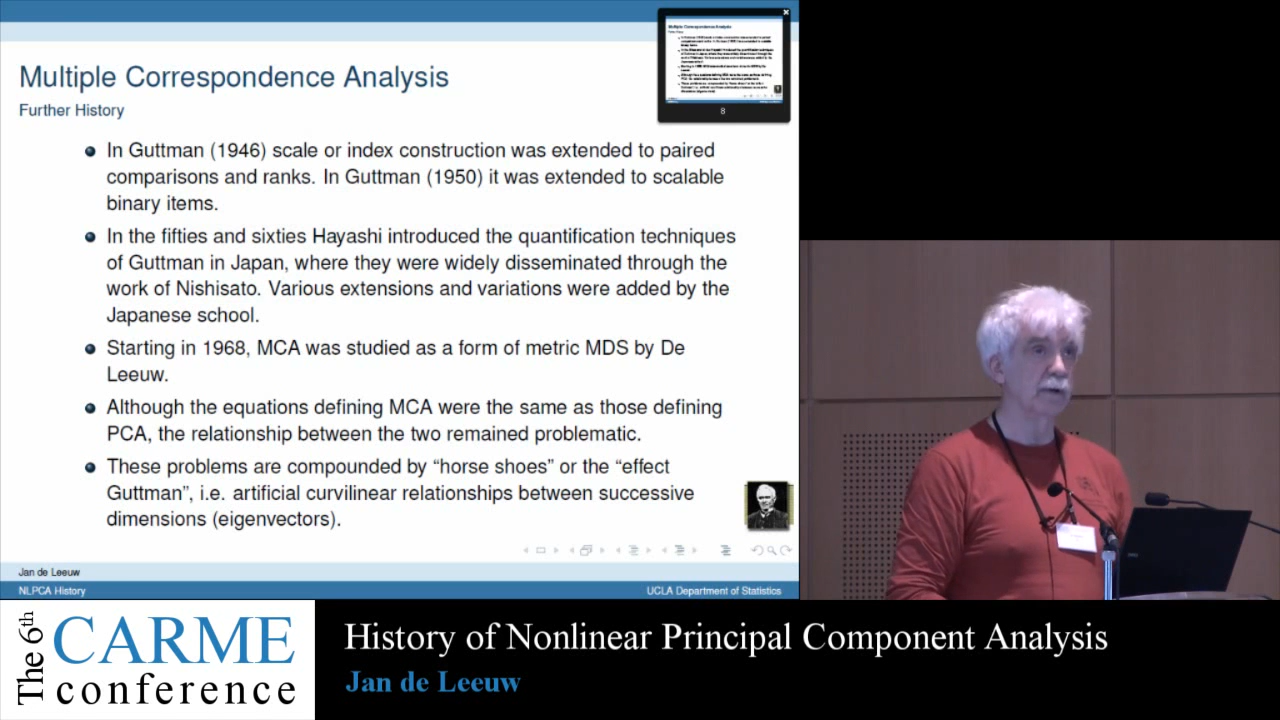 Multiple Correspondence Analysis
Further History
8
In Guttman (1946) scale or index construction was extended to paired
comparisons and ranks. In Guttman (1950) it was extended to scalable
binary items.
In the fifties and sixties Hayashi introduced the quantification techniques
of Guttman in Japan, where they were widely disseminated through the
work of Nishisato. Various extensions and variations were added by the
Japanese school.
Starting in 1968, MCA was studied as a form of metric MDS by De
Leeuw.
Although the equations defining MCA were the same as those defining
PCA, the relationship between the two remained problematic.
These problems are compounded by “horse shoes” or the “effect
Guttman”, i.e. artificial curvilinear relationships between successive
dimensions (eigenvectors).
Jan de Leeuw
NLPCA History
UCLA Department of Statistics
The 6th
CARME
conference
History of Nonlinear Principal Component Analysis
Jan de Leeuw